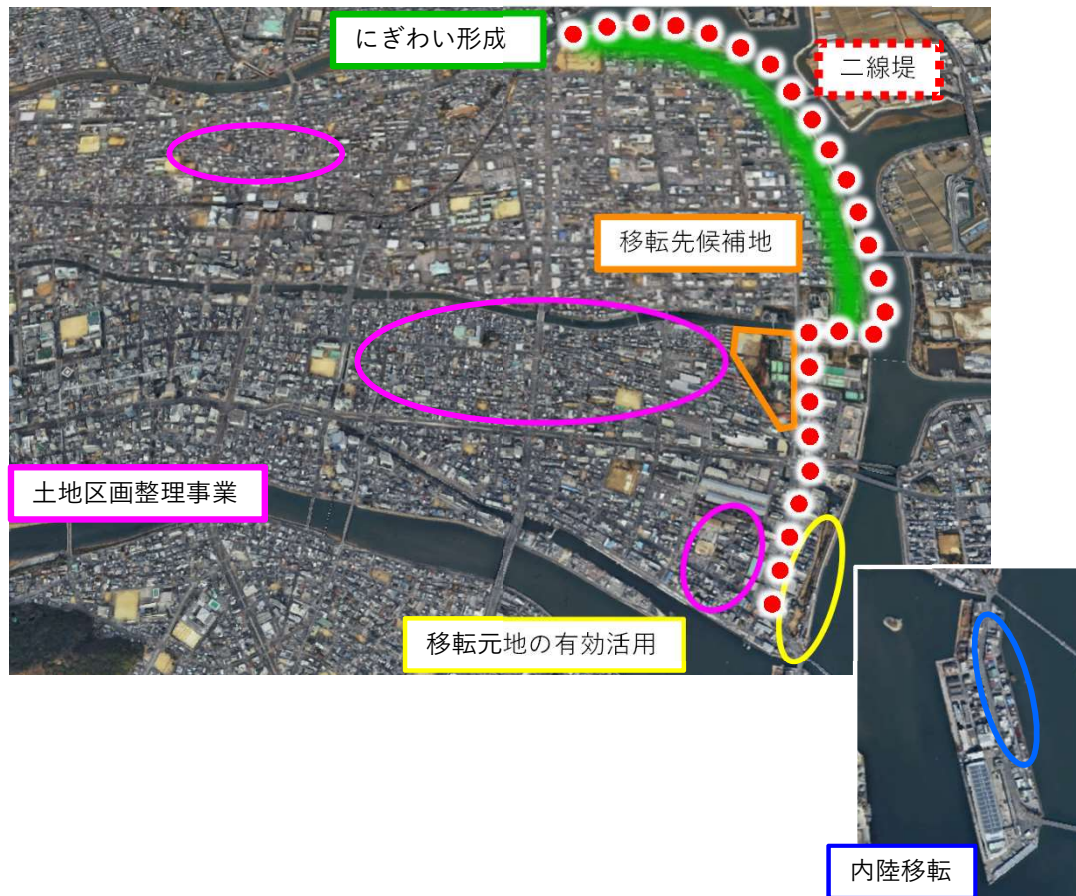 にぎわい形成
二線堤
移転先候補地
土地区画整理事業
移転元地の有効活用
内陸移転